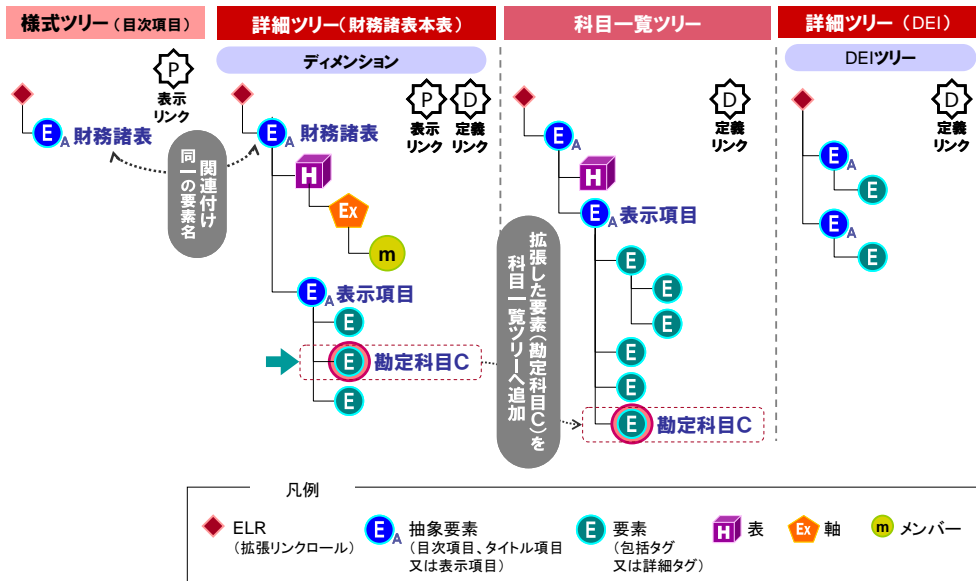 様式ツリー(目次項目)
P
表示
リンク
E
A
財務諸表
関連付け
同一の要素名
詳細ツリー(財務諸表本表)
ディメンション
P
D
表示
リンク
定義
リンク
E
A
財務諸表
H
Ex
m
E
A
表示項目
E
E
勘定科目C
E
科目一覧ツリー
D
定義
リンク
E
A
H
E
A
表示項目
拡張した要素(勘定科目C)を
科目一覧ツリーへ追加
E
E
E
E
E
E
勘定科目C
詳細ツリー(DEI)
DEIツリー
D
定義
リンク
E
A
E
E
A
E
凡例
ELR
(拡張リンクロール)
E
A
抽象要素
(目次項目、タイトル項目
又は表示項目)
E
要素
(包括タグ
又は詳細タグ)
H
表
Ex
軸
m
メンバー